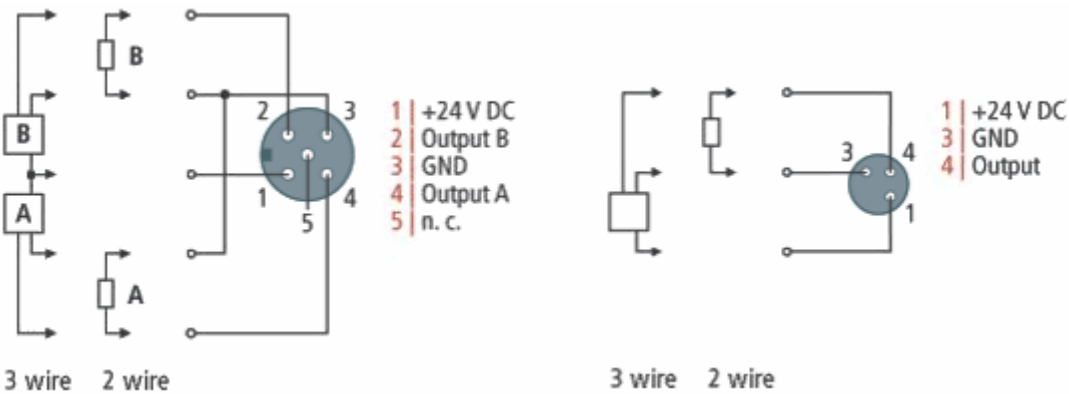 B
2 3
1 | +24 V DC
2 | Output B
3 | GND
4 | Output A
5 | n. c.
B
A
1 4
5
A
3 wire 2 wire
1 | +24 V DC
3 | GND
4 | Output
3 4
1
3 wire 2 wire